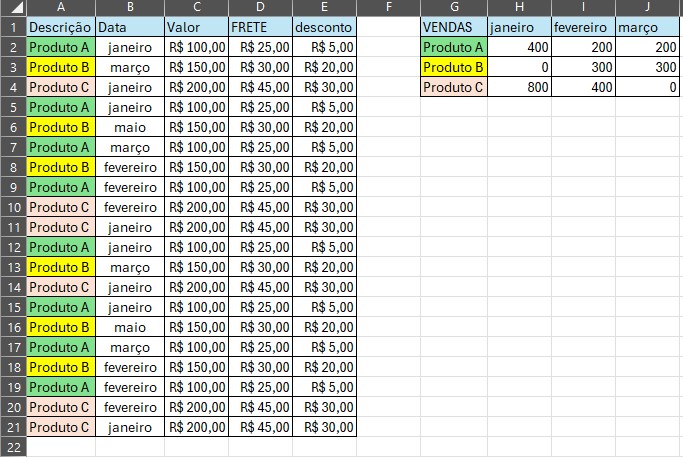 A B C D E F G H I J
1 Descrição Data Valor FRETE desconto VENDAS janeiro fevereiro março
2 Produto A janeiro R$ 100,00 R$ 25,00 R$ 5,00 Produto A 400 200 200
3 Produto B março R$ 150,00 R$ 30,00 R$ 20,00 Produto B 0 300 300
4 Produto C janeiro R$ 200,00 R$ 45,00 R$ 30,00 Produto C 800 400 0
5 Produto A janeiro R$ 100,00 R$ 25,00 R$ 5,00
6 Produto B maio R$ 150,00 R$ 30,00 R$ 20,00
7 Produto A março R$ 100,00 R$ 25,00 R$ 5,00
8 Produto B fevereiro R$ 150,00 R$ 30,00 R$ 20,00
9 Produto A fevereiro R$ 100,00 R$ 25,00 R$ 5,00
10 Produto C fevereiro R$ 200,00 R$ 45,00 R$ 30,00
11 Produto C janeiro R$ 200,00 R$ 45,00 R$ 30,00
12 Produto A janeiro R$ 100,00 R$ 25,00 R$ 5,00
13 Produto B março R$ 150,00 R$ 30,00 R$ 20,00
14 Produto C janeiro R$ 200,00 R$ 45,00 R$ 30,00
15 Produto A janeiro R$ 100,00 R$ 25,00 R$ 5,00
16 Produto B maio R$ 150,00 R$ 30,00 R$ 20,00
17 Produto A março R$ 100,00 R$ 25,00 R$ 5,00
18 Produto B fevereiro R$ 150,00 R$ 30,00 R$ 20,00
19 Produto A fevereiro R$ 100,00 R$ 25,00 R$ 5,00
20 Produto C fevereiro R$ 200,00 R$ 45,00 R$ 30,00
21 Produto C janeiro R$ 200,00 R$ 45,00 R$ 30,00
22